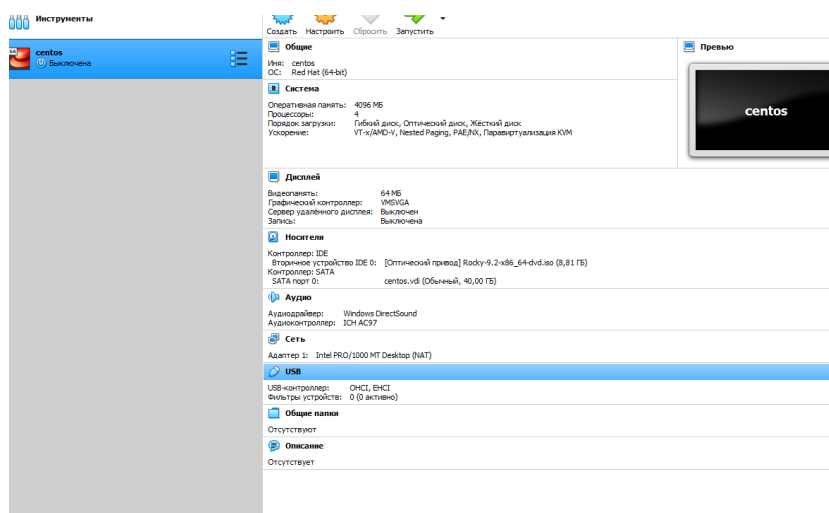 Инструменты
Создать Настроить Сбросить Запустить
64
centos
Выключена
Общие
Имя: centos
ОС: Red Hat (64-bit)
Превью
centos
Система
Оперативная память: 4096 МБ
Процессоры: 4
Порядок загрузки: Гибкий диск, Оптический диск, Жёсткий диск
Ускорение: VT-x/AMD-V, Nested Paging, PAE/NX, Паравиртуализация KVM
Дисплей
Видеопамять: 64 МБ
Графический контроллер: VMSVGA
Сервер удалённого дисплея: Выключен
Запись: Выключена
Носители
Контроллер: IDE
Вторичное устройство IDE 0: [Оптический привод] Rocky-9.2-x86_64-dvd.iso (8,81 ГБ)
Контроллер: SATA
SATA порт 0: centos.vdi (Обычный, 40,00 ГБ)
Аудио
Аудиодрайвер: Windows DirectSound
Аудиоконтроллер: ICH AC97
Сеть
Адаптер 1: Intel PRO/1000 MT Desktop (NAT)
USB
USB-контроллер: OHCI, EHCI
Фильтры устройств: 0 (0 активно)
Общие папки
Отсутствуют
Описание
Отсутствует